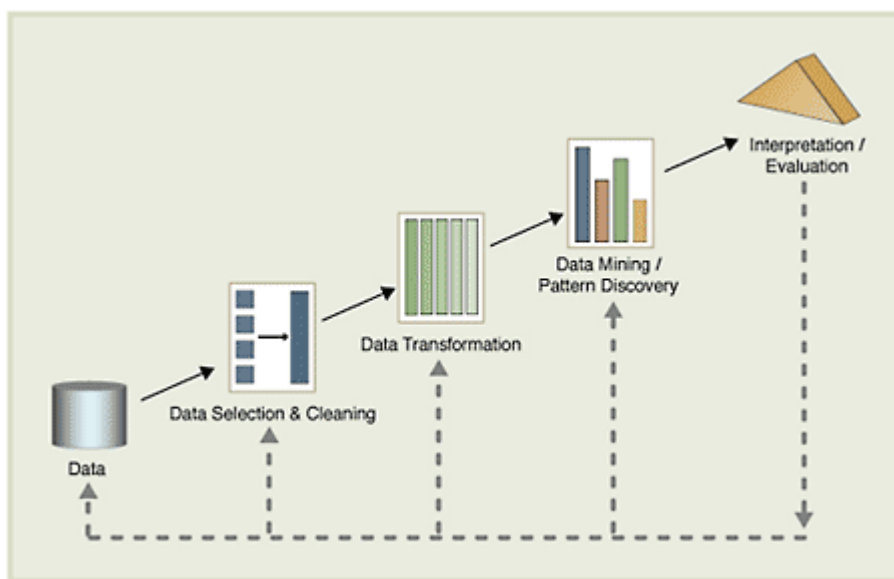 Interpretation /
Evaluation
Data Mining /
Pattern Discovery
Data Transformation
Data Selection & Cleaning
Data